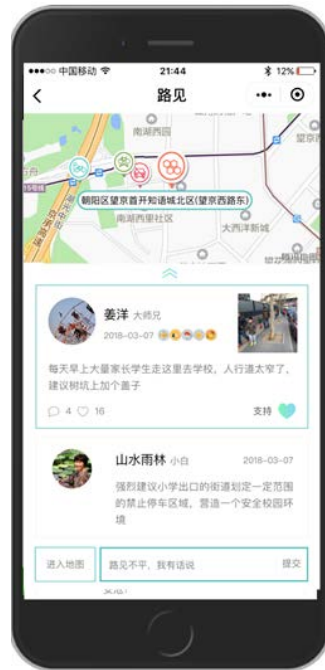 中国移动 21:44 12%
路见
南湖西园
15号线
朝阳区望京首开知语城北区(望京西路东)
南湖西里社区
大西洋新城
姜洋 大师兄
2018-03-07
每天早上大量家长学生走这里去学校，人行道太窄了，
建议树坑上加个盖子
4 16 支持
山水雨林 小白 2018-03-07
强烈建议小学出口的街道划定一定范围
的禁止停车区域，营造一个安全校园环
境
进入地图 路见不平，我有话说 提交